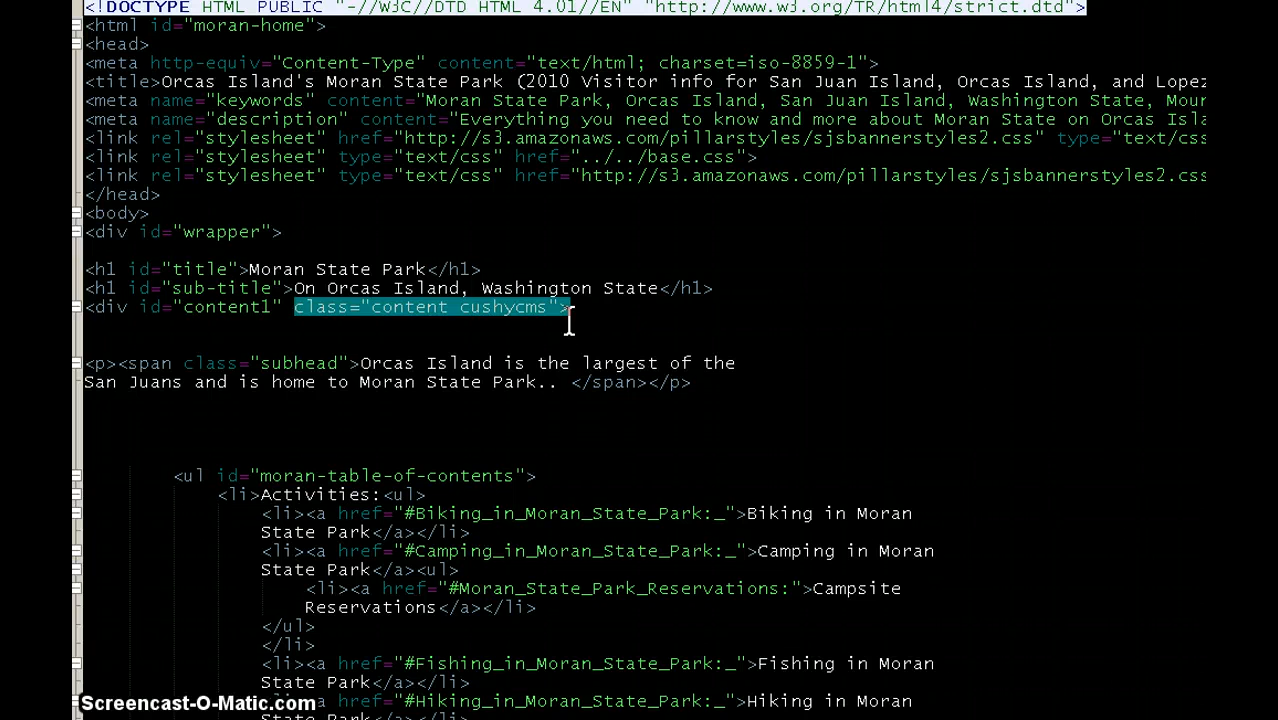 <!DOCTYPE HTML PUBLIC "-//W3C//DTD HTML 4.01//EN" "http://www.w3.org/TR/html4/strict.dtd">
<html id="moran-home">
<head>
<meta http-equiv="Content-Type" content="text/html; charset=iso-8859-1">
<title>Orcas Island's Moran State Park (2010 Visitor info for San Juan Island, Orcas Island, and Lopez
<meta name="keywords" content="Moran State Park, Orcas Island, San Juan Island, Washington State, Mour
<meta name="description" content="Everything you need to know and more about Moran State on Orcas Isla
<link rel="stylesheet" href="http://s3.amazonaws.com/pillarstyles/sjsbannerstyles2.css" type="text/css
<link rel="stylesheet" type="text/css" href="../../base.css">
<link rel="stylesheet" type="text/css" href="http://s3.amazonaws.com/pillarstyles/sjsbannerstyles2.css
</head>
<body>
<div id="wrapper">
<h1 id="title">Moran State Park</h1>
<h1 id="sub-title">On Orcas Island, Washington State</h1>
<div id="content1" class="content cushycms">
<p><span class="subhead">Orcas Island is the largest of the
San Juans and is home to Moran State Park.. </span></p>
<ul id="moran-table-of-contents">
<li>Activities:<ul>
<li><a href="#Biking_in_Moran_State_Park:_">Biking in Moran
State Park</a></li>
<li><a href="#Camping_in_Moran_State_Park:_">Camping in Moran
State Park</a><ul>
<li><a href="#Moran_State_Park_Reservations:">Campsite
Reservations</a></li>
</ul>
</li>
<li><a href="#Fishing_in_Moran_State_Park:_">Fishing in Moran
State Park</a></li>
<li><a href="#Hiking_in_Moran_State_Park:_">Hiking in Moran
Screencast-O-Matic.com